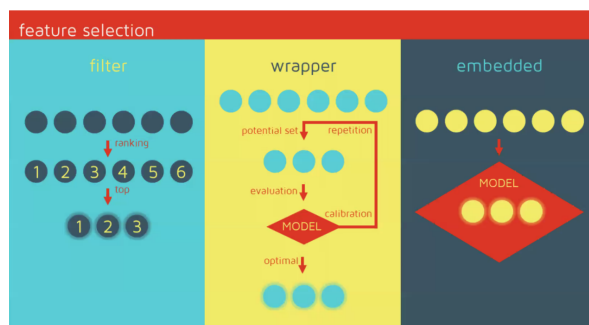 feature selection
filter
ranking
1 2 3 4 5 6
top
1 2 3
wrapper
potential set
repetition
evaluation
calibration
MODEL
optimal
embedded
MODEL